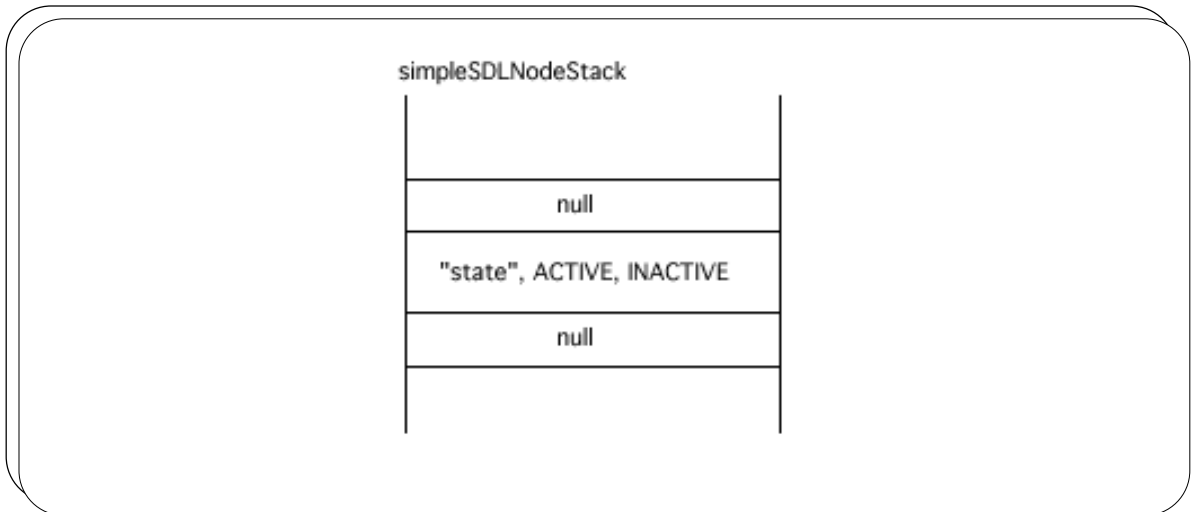 simpleSDLNodeStack
null
"state", ACTIVE, INACTIVE
null